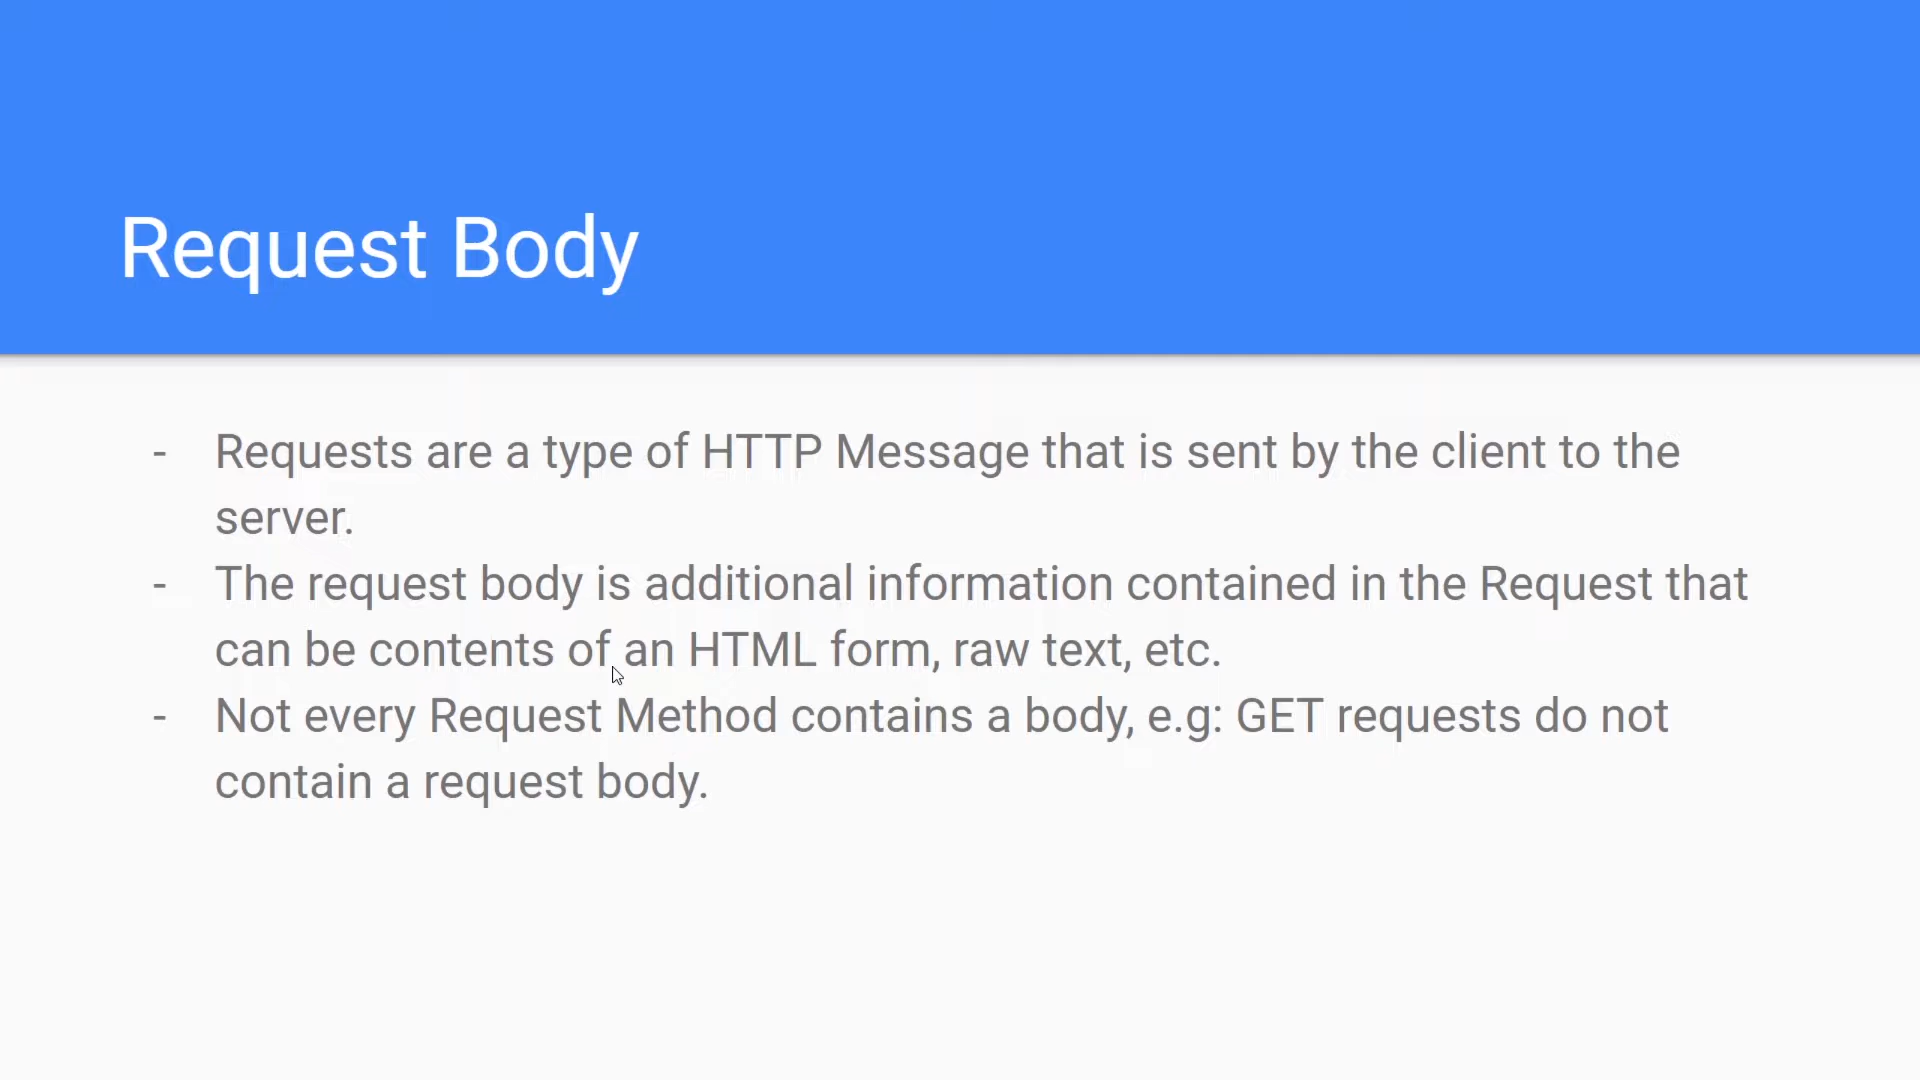 Request Body
- Requests are a type of HTTP Message that is sent by the client to the
server.
- The request body is additional information contained in the Request that
can be contents of an HTML form, raw text, etc.
- Not every Request Method contains a body, e.g: GET requests do not
contain a request body.